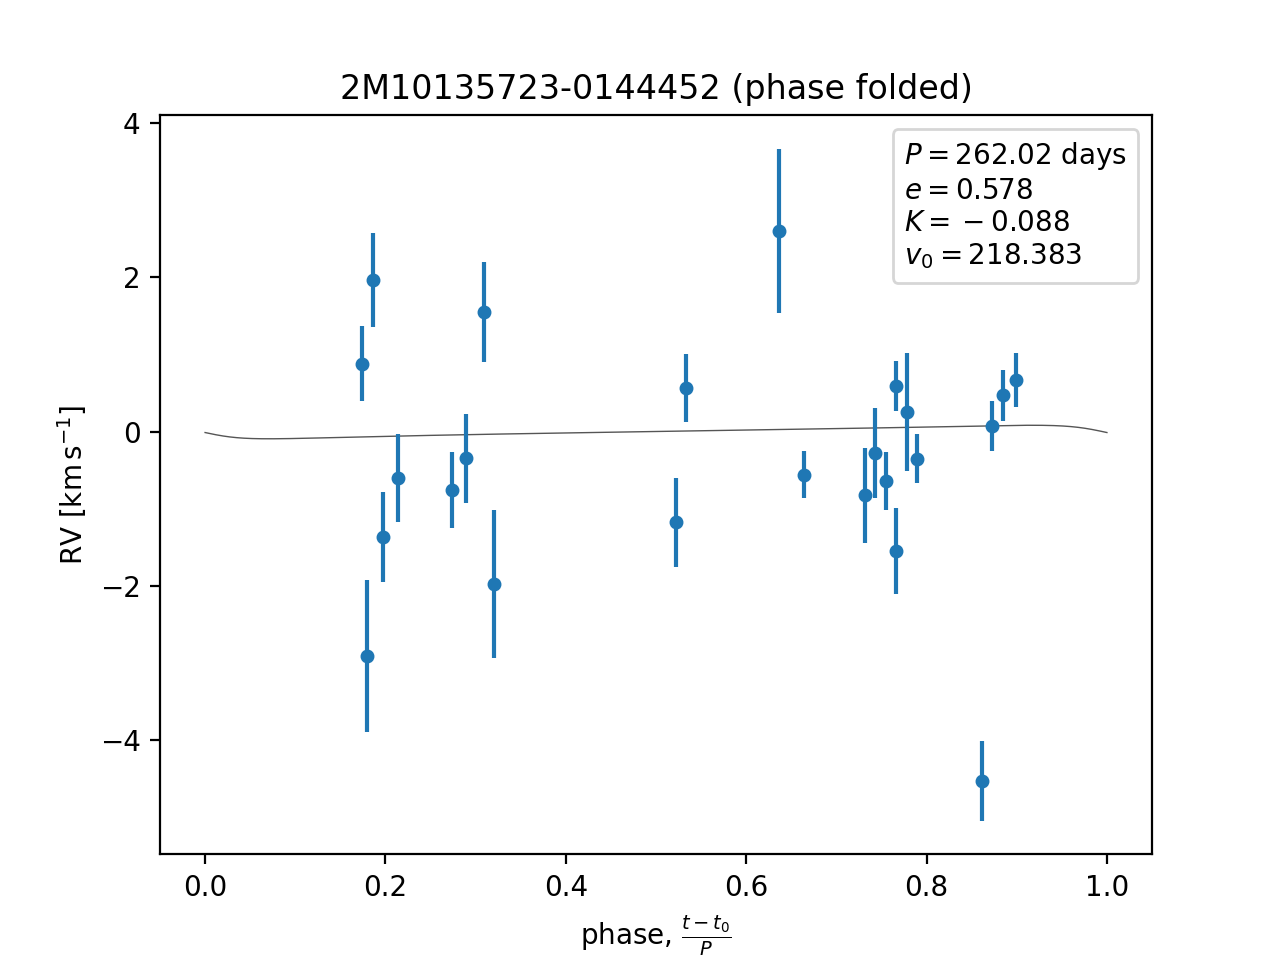 2M10135723-0144452 (phase folded)
P = 262.02 days
e = 0.578
K = −0.088
v₀ = 218.383
4
2
0
−2
−4
RV [km s⁻¹]
0.0 0.2 0.4 0.6 0.8 1.0
phase, (t − t₀)/P